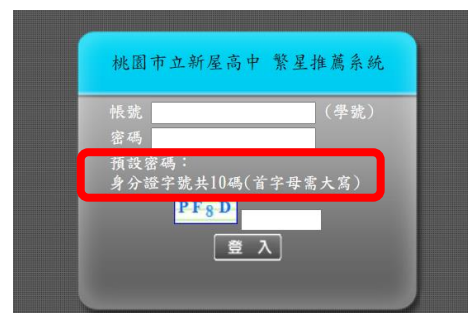 桃園市立新屋高中 繁星推薦系統
帳號 (學號)
密碼
預設密碼：
身分證字號共10碼(首字母需大寫)
PF8D
登 入